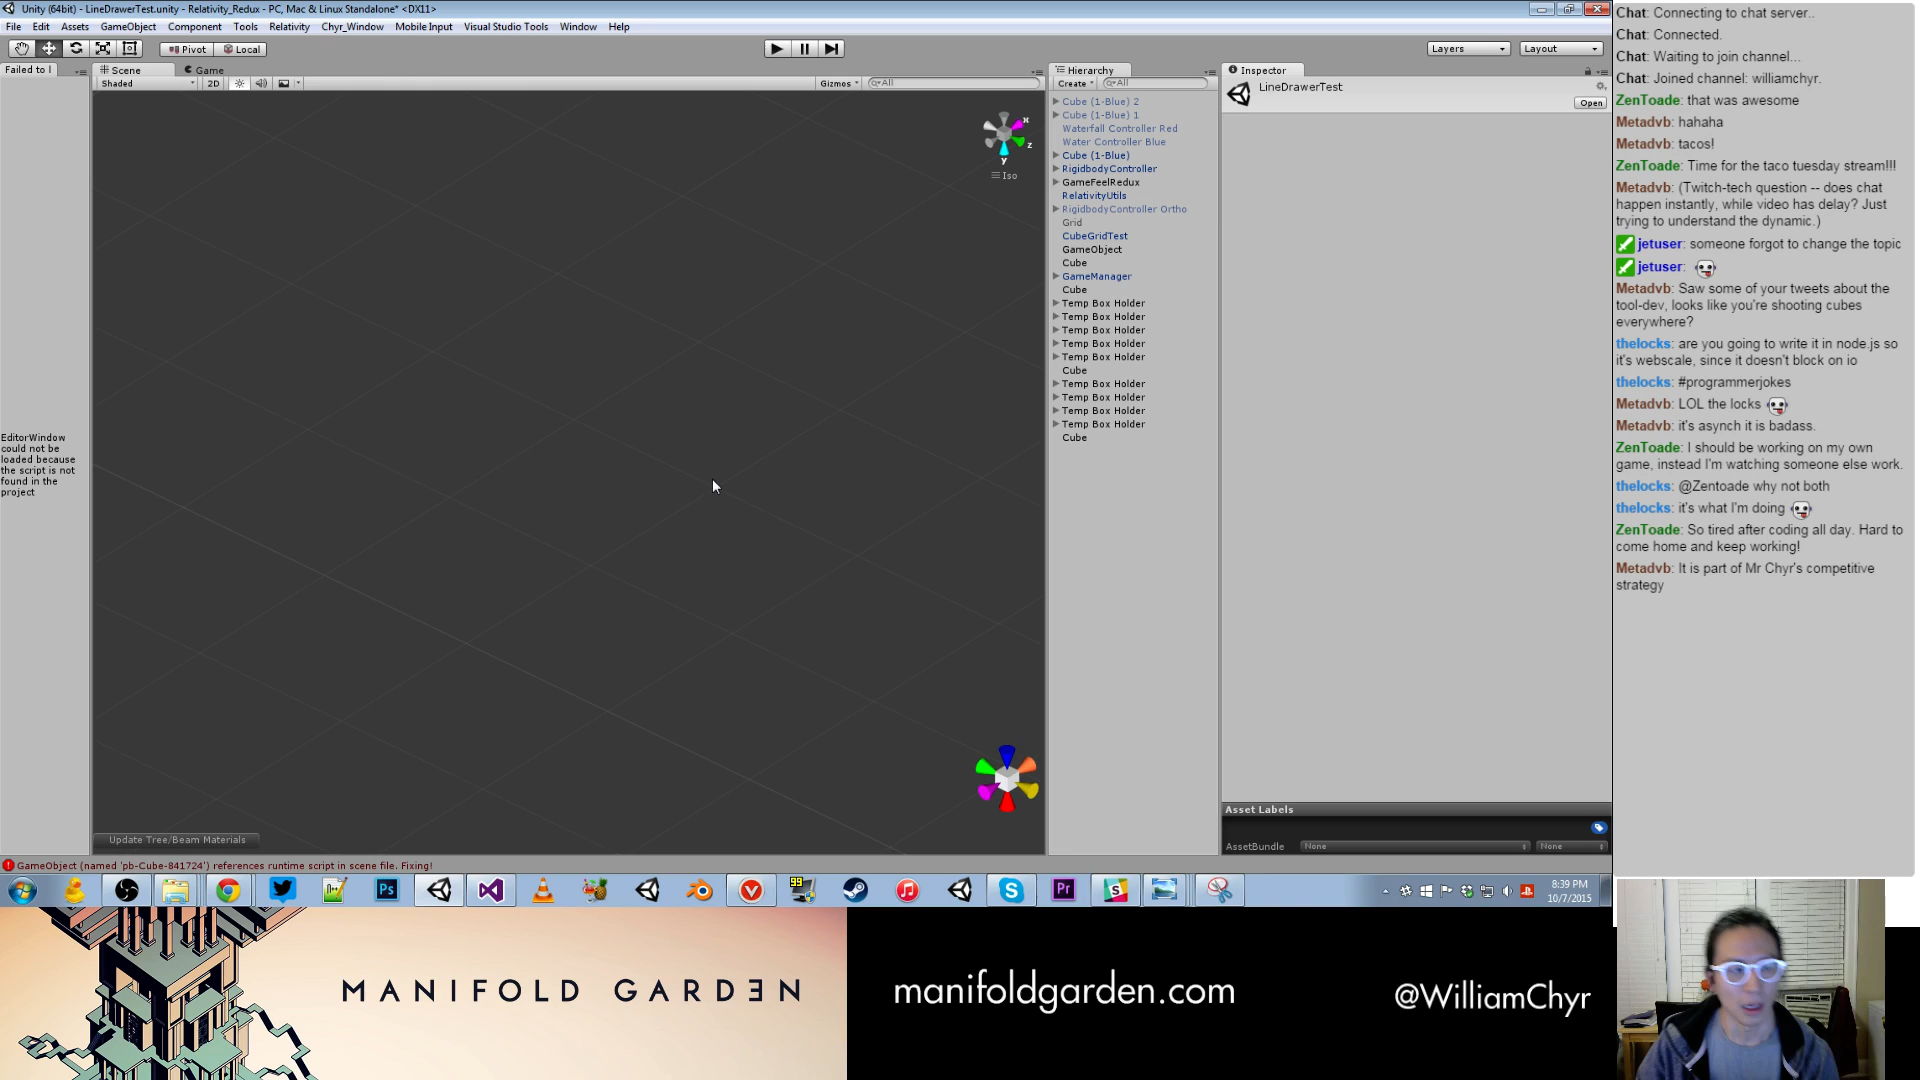 Unity (64bit) - LineDrawerTest.unity - Relativity_Redux - PC, Mac & Linux Standalone* <DX11>
File Edit Assets GameObject Component Tools Relativity Chyr_Window Mobile Input Visual Studio Tools Window Help
Pivot Local
Layers Layout
Failed to l
Scene Game
Shaded 2D Gizmos All
Hierarchy
Create All
Inspector
LineDrawerTest
Open
x
z
y
Iso
Cube (1-Blue) 2
Cube (1-Blue) 1
Waterfall Controller Red
Water Controller Blue
Cube (1-Blue)
RigidbodyController
GameFeelRedux
RelativityUtils
RigidbodyController Ortho
Grid
CubeGridTest
GameObject
Cube
GameManager
Cube
Temp Box Holder
Temp Box Holder
Temp Box Holder
Temp Box Holder
Temp Box Holder
Cube
Temp Box Holder
Temp Box Holder
Temp Box Holder
Temp Box Holder
Cube
EditorWindow
could not be
loaded because
the script is not
found in the
project
Update Tree/Beam Materials
Asset Labels
AssetBundle None None
GameObject (named 'pb-Cube-841724') references runtime script in scene file. Fixing!
Ps
99
Pr
8:39 PM
10/7/2015
Chat: Connecting to chat server..
Chat: Connected.
Chat: Waiting to join channel...
Chat: Joined channel: williamchyr.
ZenToade: that was awesome
Metadvb: hahaha
Metadvb: tacos!
ZenToade: Time for the taco tuesday stream!!!
Metadvb: (Twitch-tech question -- does chat
happen instantly, while video has delay? Just
trying to understand the dynamic.)
jetuser: someone forgot to change the topic
jetuser:
Metadvb: Saw some of your tweets about the
tool-dev, looks like you're shooting cubes
everywhere?
thelocks: are you going to write it in node.js so
it's webscale, since it doesn't block on io
thelocks: #programmerjokes
Metadvb: LOL the locks
Metadvb: it's asynch it is badass.
ZenToade: I should be working on my own
game, instead I'm watching someone else work.
thelocks: @Zentoade why not both
thelocks: it's what I'm doing
ZenToade: So tired after coding all day. Hard to
come home and keep working!
Metadvb: It is part of Mr Chyr's competitive
strategy
MANIFOLD GARDƎN
manifoldgarden.com
@WilliamChyr